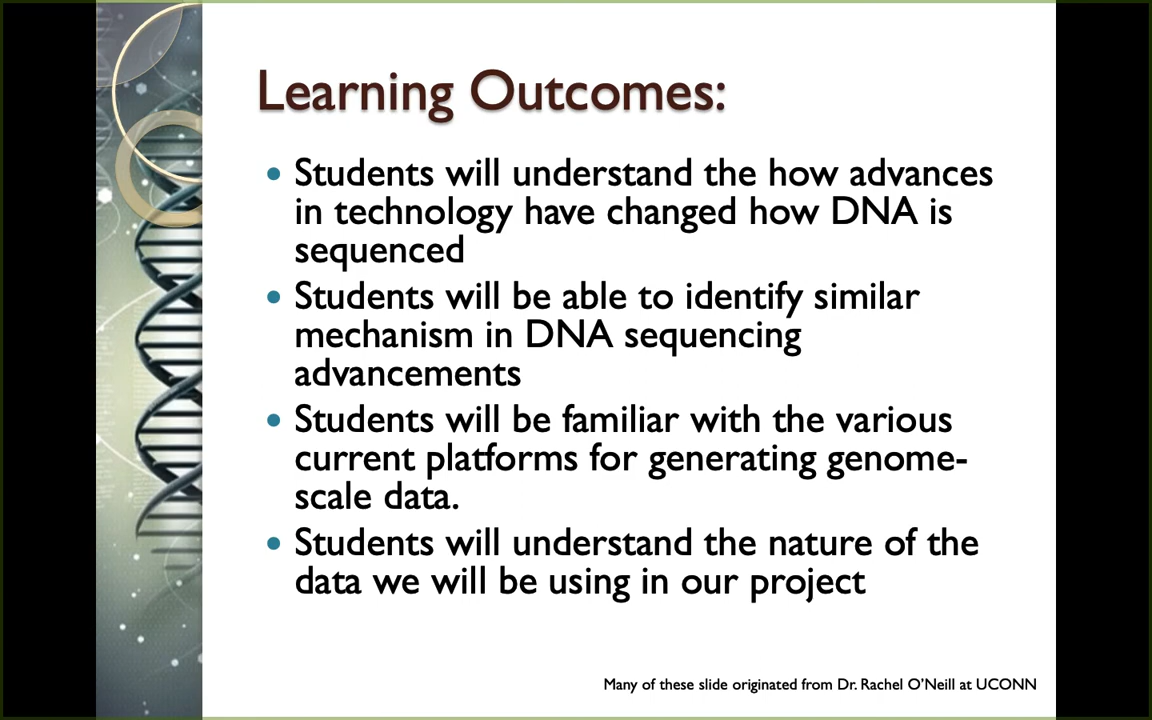 Learning Outcomes:
• Students will understand the how advances
in technology have changed how DNA is
sequenced
• Students will be able to identify similar
mechanism in DNA sequencing
advancements
• Students will be familiar with the various
current platforms for generating genome-
scale data.
• Students will understand the nature of the
data we will be using in our project
Many of these slide originated from Dr. Rachel O'Neill at UCONN